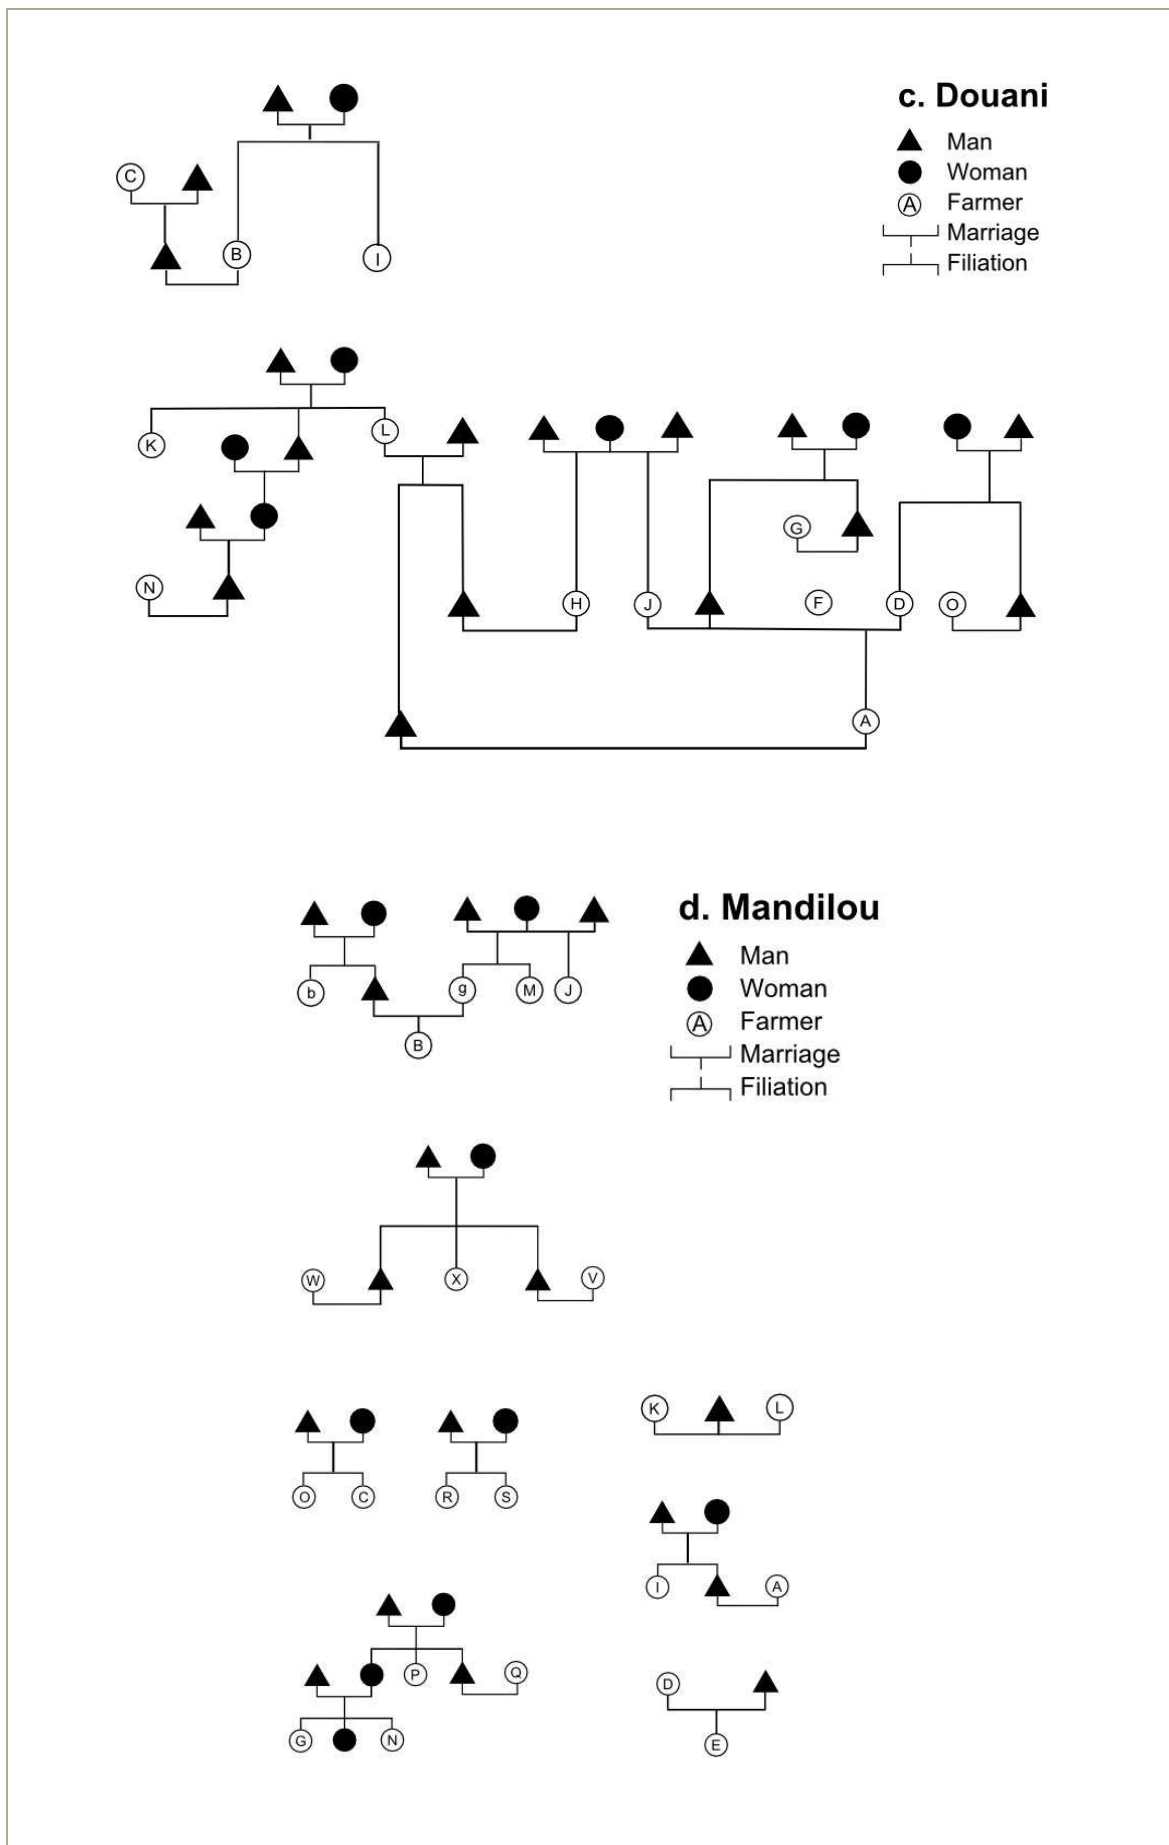 c. Douani
Man
Woman
A Farmer
Marriage
Filiation
C
B
I
K
L
G
N
H
J
F
D
O
A
d. Mandilou
Man
Woman
A Farmer
Marriage
Filiation
b
g
M
J
B
W
X
V
K
L
O
C
R
S
I
A
P
Q
D
G
N
E